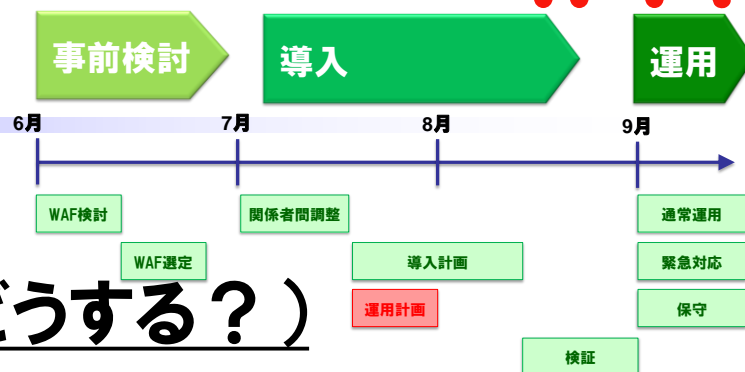 事前検討
導入
運用
6月
7月
8月
9月
WAF検討
関係者間調整
通常運用
WAF選定
導入計画
緊急対応
どうする？）
運用計画
保守
検証